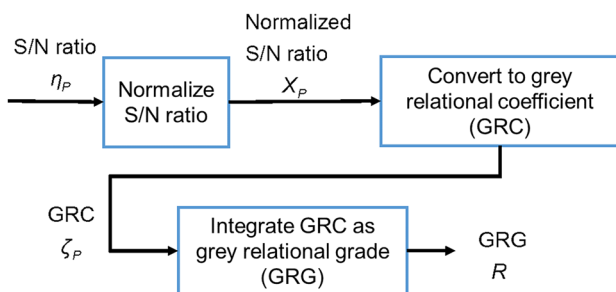 S/N ratio
η_P
Normalize
S/N ratio
Normalized
S/N ratio
X_P
Convert to grey
relational coefficient
(GRC)
GRC
ζ_P
Integrate GRC as
grey relational grade
(GRG)
GRG
R